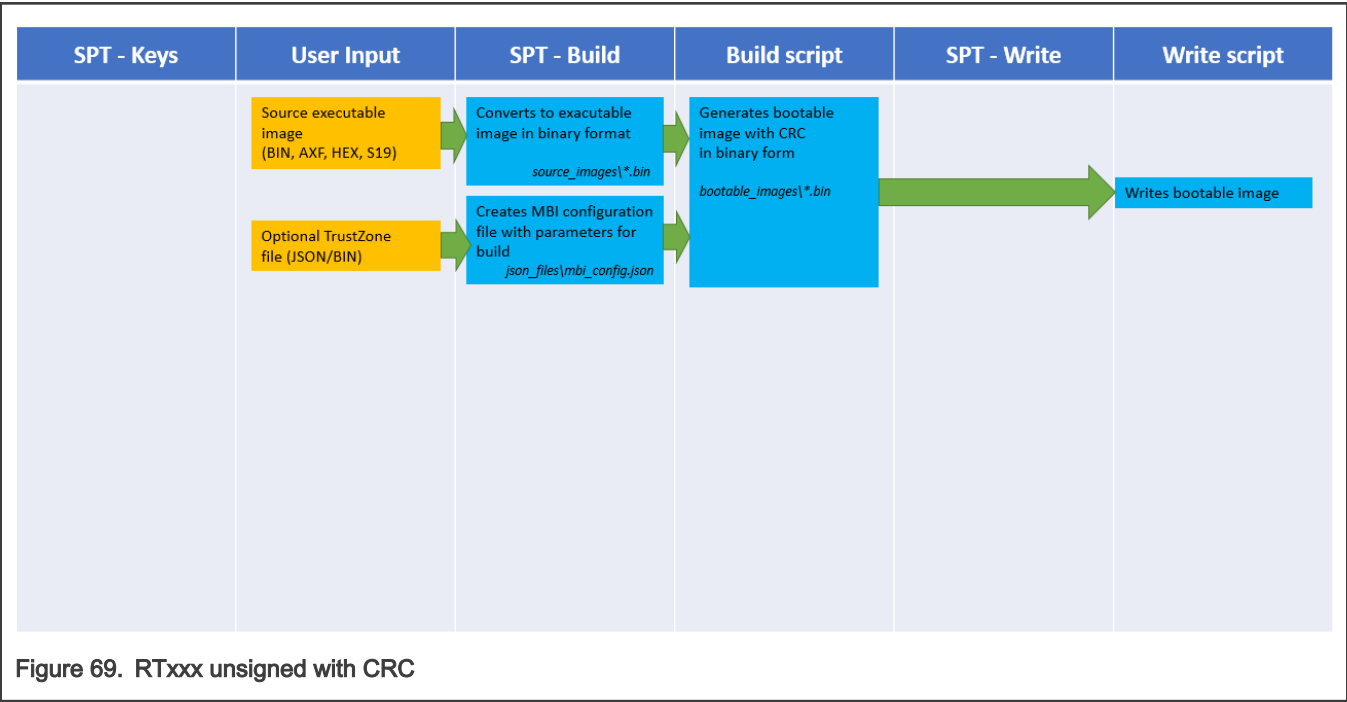 SPT - Keys
User Input
SPT - Build
Build script
SPT - Write
Write script
Source executable
image
(BIN, AXF, HEX, S19)
Converts to exacutable
image in binary format
source_images\*.bin
Generates bootable
image with CRC
in binary form
bootable_images\*.bin
Writes bootable image
Optional TrustZone
file (JSON/BIN)
Creates MBI configuration
file with parameters for
build
json_files\mbi_config.json
Figure 69. RTxxx unsigned with CRC